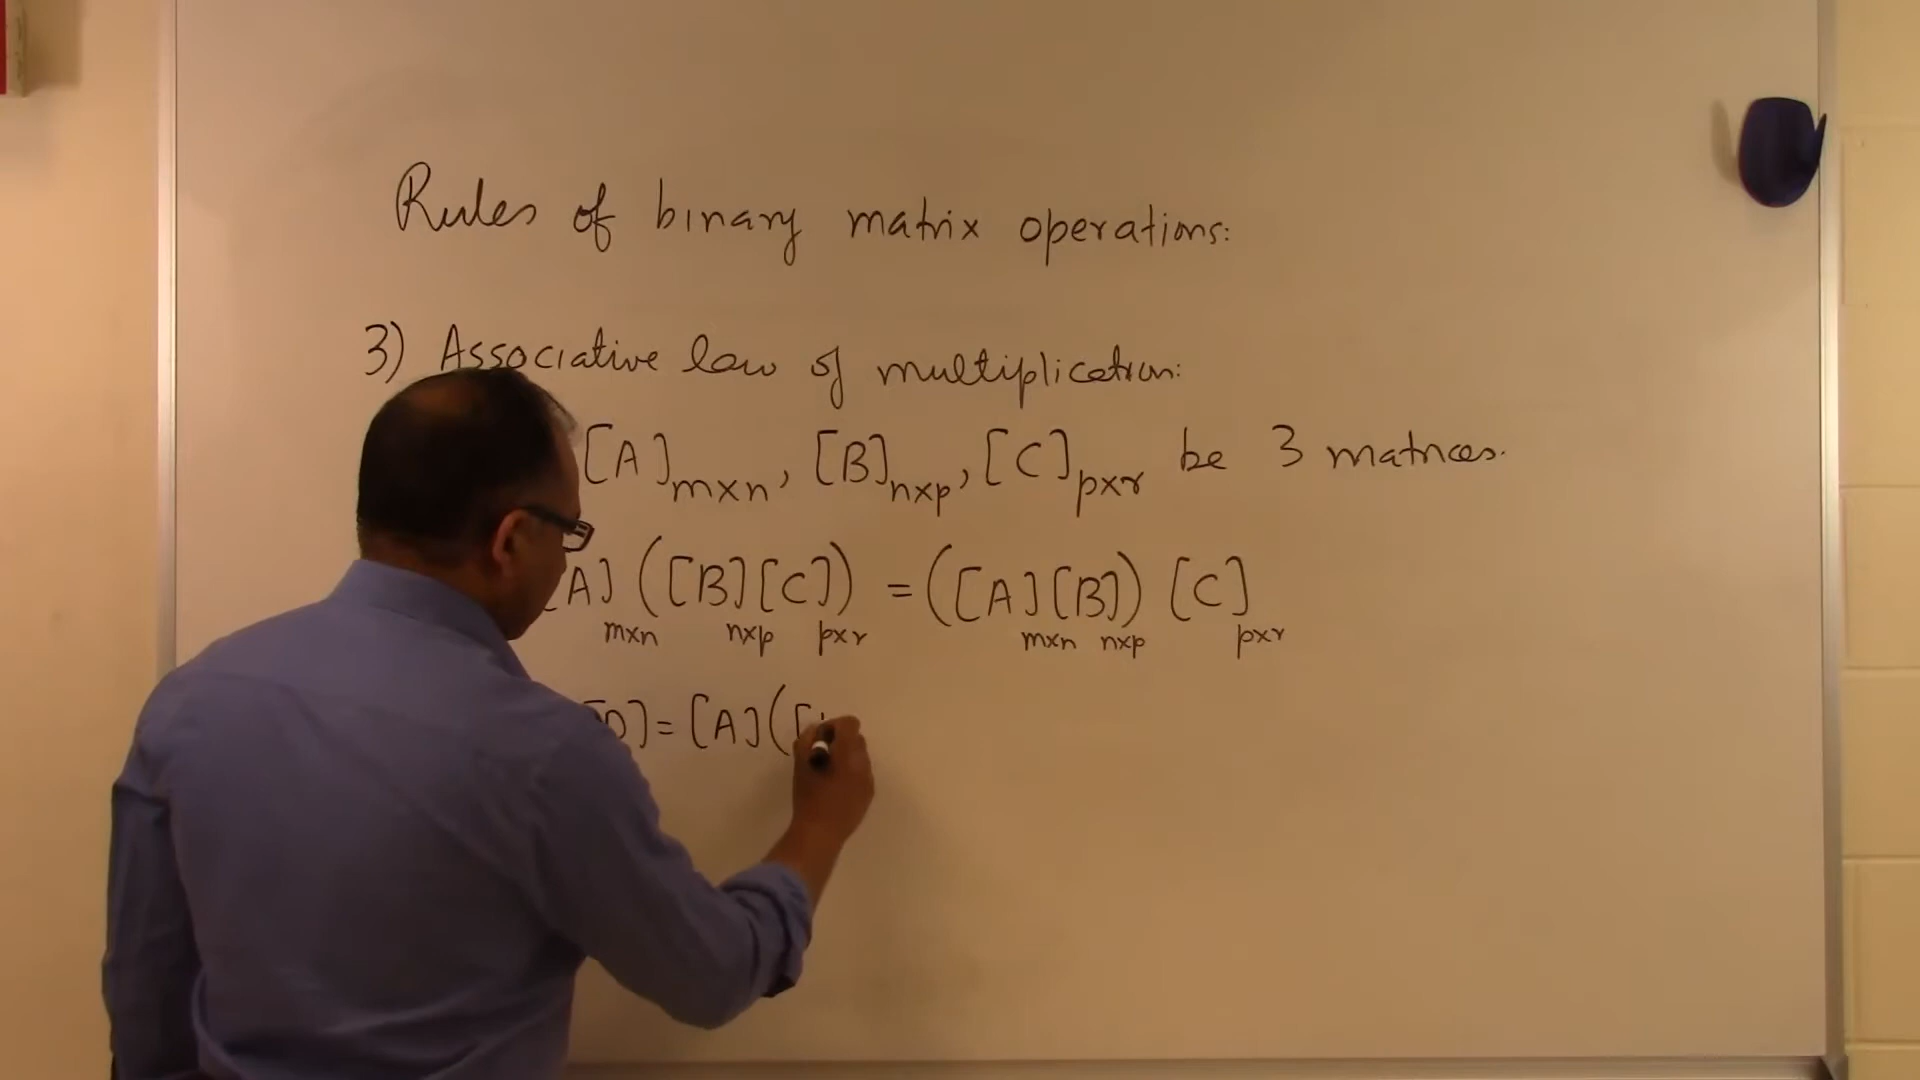 Rules of binary matrix operations:
3) Associative law of multiplication:
[A]mxn, [B]nxp, [C]pxr be 3 matrices.
[A] ([B][C]) = ([A][B]) [C]
mxn nxp pxr mxn nxp pxr
[D] = [A]([